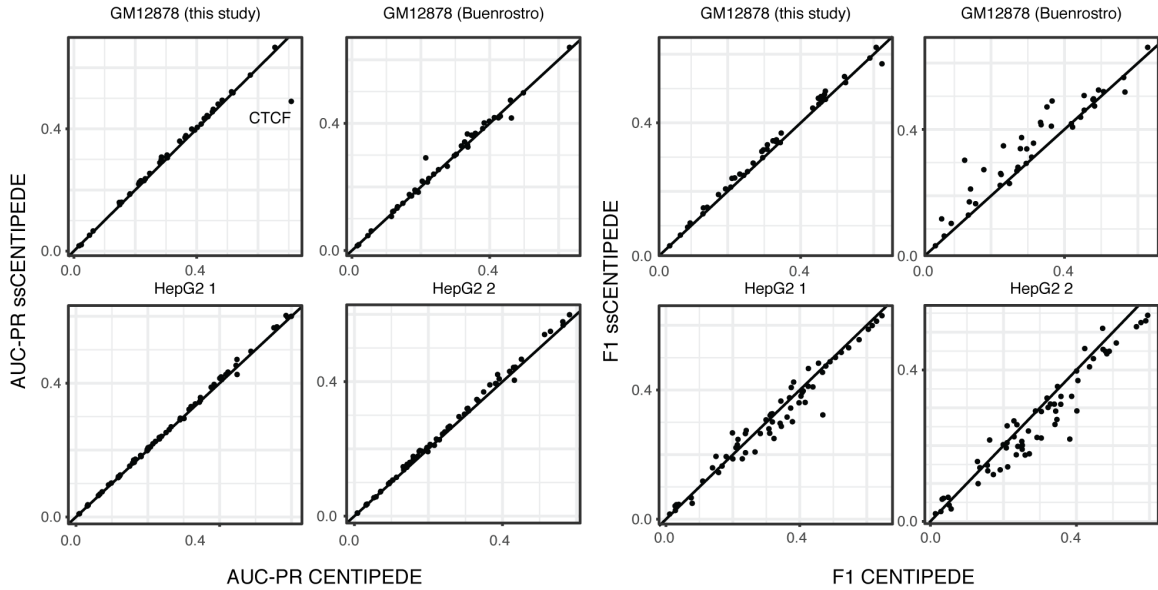 GM12878 (this study)
GM12878 (Buenrostro)
GM12878 (this study)
GM12878 (Buenrostro)
AUC-PR ssCENTIPEDE
F1 ssCENTIPEDE
CTCF
0.4
0.0
0.0
0.4
0.4
0.0
0.0
0.4
0.4
0.0
0.0
0.4
0.4
0.0
0.0
0.4
HepG2 1
HepG2 2
HepG2 1
HepG2 2
0.4
0.0
0.0
0.4
0.4
0.0
0.0
0.4
0.4
0.0
0.0
0.4
0.4
0.0
0.0
0.4
AUC-PR CENTIPEDE
F1 CENTIPEDE